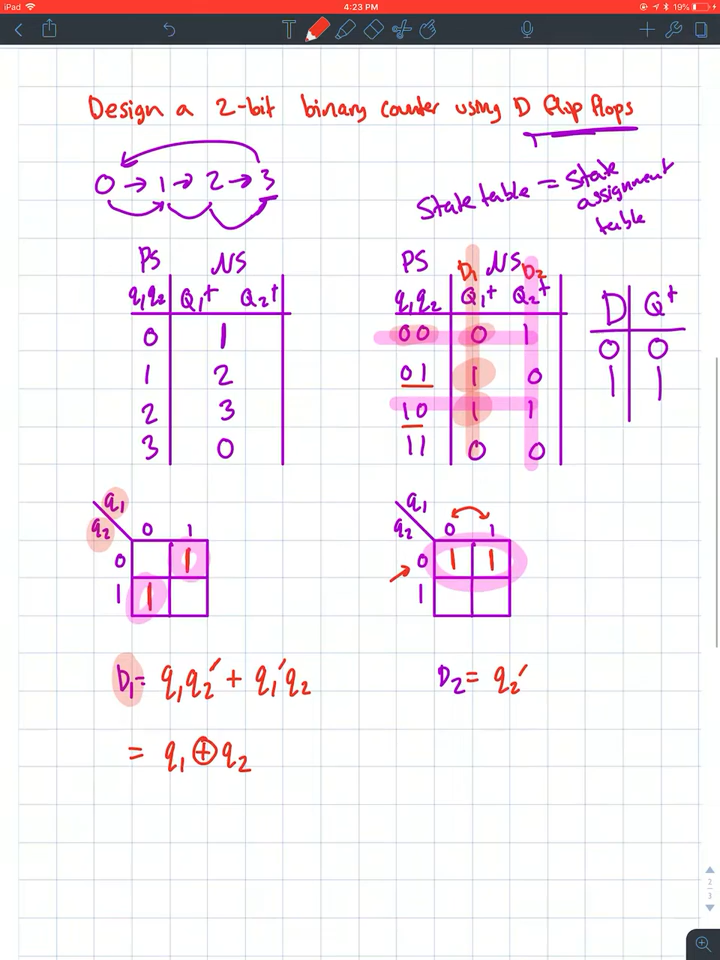 iPad 4:23 PM 19%
T
Design a 2-bit binary counter using D flip flops
0 → 1 → 2 → 3
State table = State assignment table
PS NS
q₁q₂ Q₁⁺ Q₂⁺
0 1
1 2
2 3
3 0
PS D₁ NS D₂
q₁q₂ Q₁⁺ Q₂⁺
00 0 1
01 1 0
10 1 1
11 0 0
D Q⁺
0 0
1 1
q₁
q₂ 0 1
0 1
1 1
q₁
q₂ 0 1
0 1 1
1
D₁ = q₁q₂′ + q₁′q₂
= q₁ ⊕ q₂
D₂ = q₂′
2
3